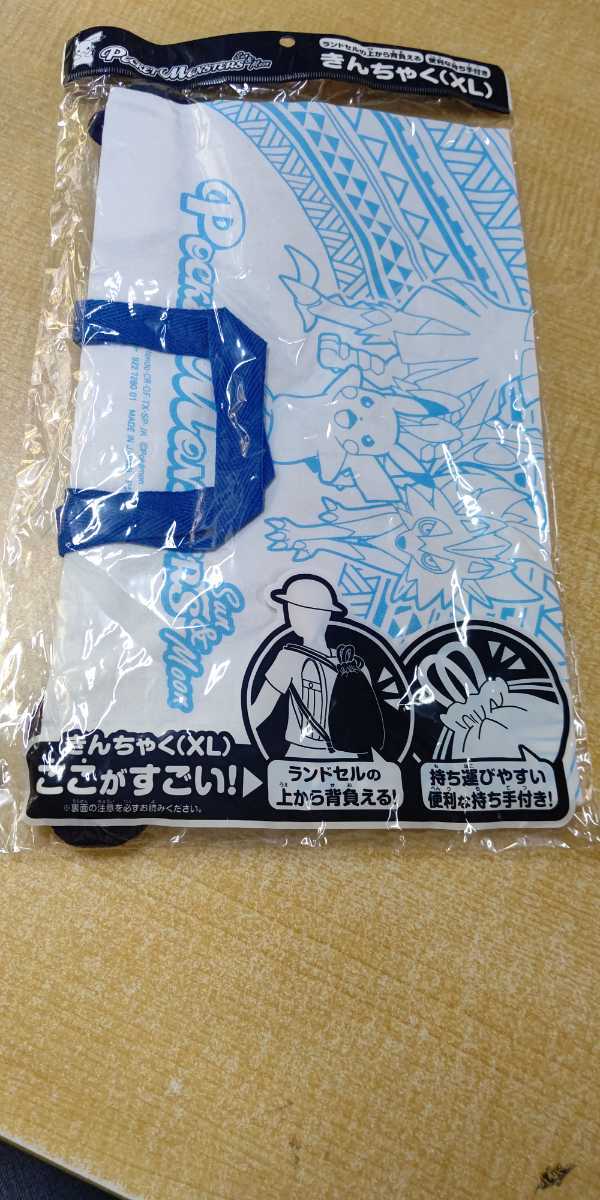 POCKET MONSTERS
Sun & Moon
ランドセルの上から背負える 便利な持ち手付き
きんちゃく(XL)
Pocket Monsters
Sun & Moon
MADE IN
きんちゃく(XL)
ここがすごい!
※裏面の注意を必ずお読みください。
ランドセルの
上から背負える!
持ち運びやすい
便利な持ち手付き!